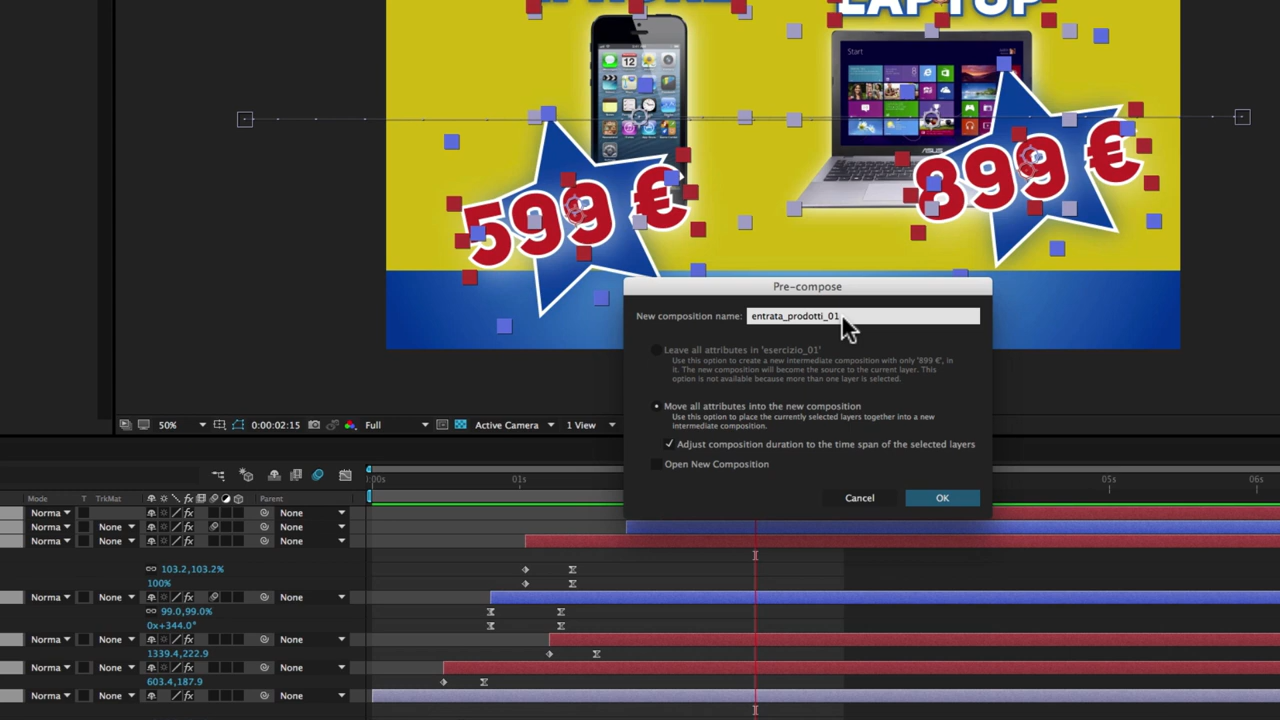 IPHONE
LAPTOP
12
Start
ASUS
599 €
899 €
Pre-compose
New composition name: entrata_prodotti_01
Leave all attributes in 'esercizio_01'
Use this option to create a new intermediate composition with only '899 €', in
it. The new composition will become the source to the current layer. This
option is not available because more than one layer is selected.
Move all attributes into the new composition
Use this option to place the currently selected layers together into a new
intermediate composition.
Adjust composition duration to the time span of the selected layers
Open New Composition
Cancel OK
50% 0:00:02:15 Full Active Camera 1 View
:00s 01s 05s 06s
Mode T TrkMat Parent
Norma None
Norma None None
Norma None None
103.2,103.2%
100%
Norma None None
99.0,99.0%
0x+344.0°
Norma None None
1339.4,222.9
Norma None None
603.4,187.9
Norma None None